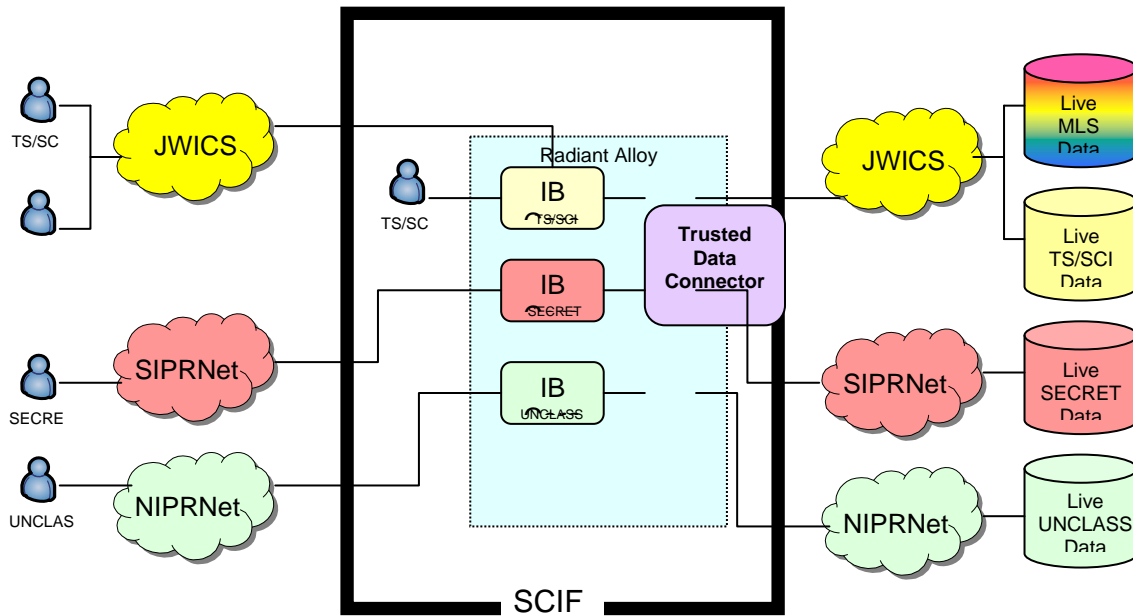 TS/SC
JWICS
Radiant Alloy
TS/SC
IB
TS/SCI
Trusted
Data
Connector
JWICS
Live
MLS
Data
Live
TS/SCI
Data
IB
SECRET
SECRE
SIPRNet
SIPRNet
Live
SECRET
Data
IB
UNCLASS
UNCLAS
NIPRNet
NIPRNet
Live
UNCLASS
Data
SCIF